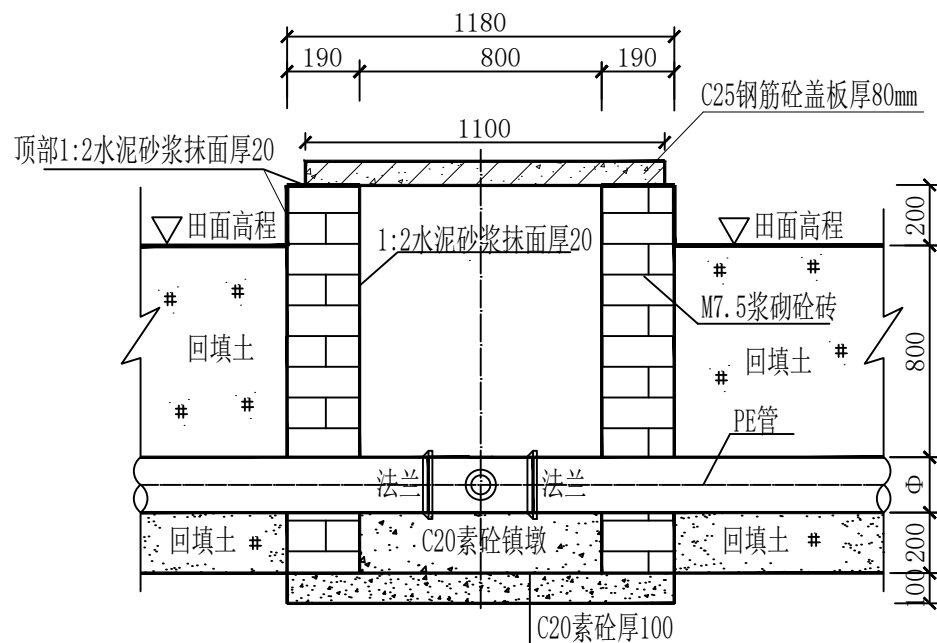 1180
190 800 190
C25钢筋砼盖板厚80mm
1100
顶部1:2水泥砂浆抹面厚20
200
田面高程
田面高程
1:2水泥砂浆抹面厚20
M7.5浆砌砼砖
回填土
回填土
800
PE管
法兰
法兰
Φ
回填土
C20素砼镇墩
回填土
200
100
C20素砼厚100